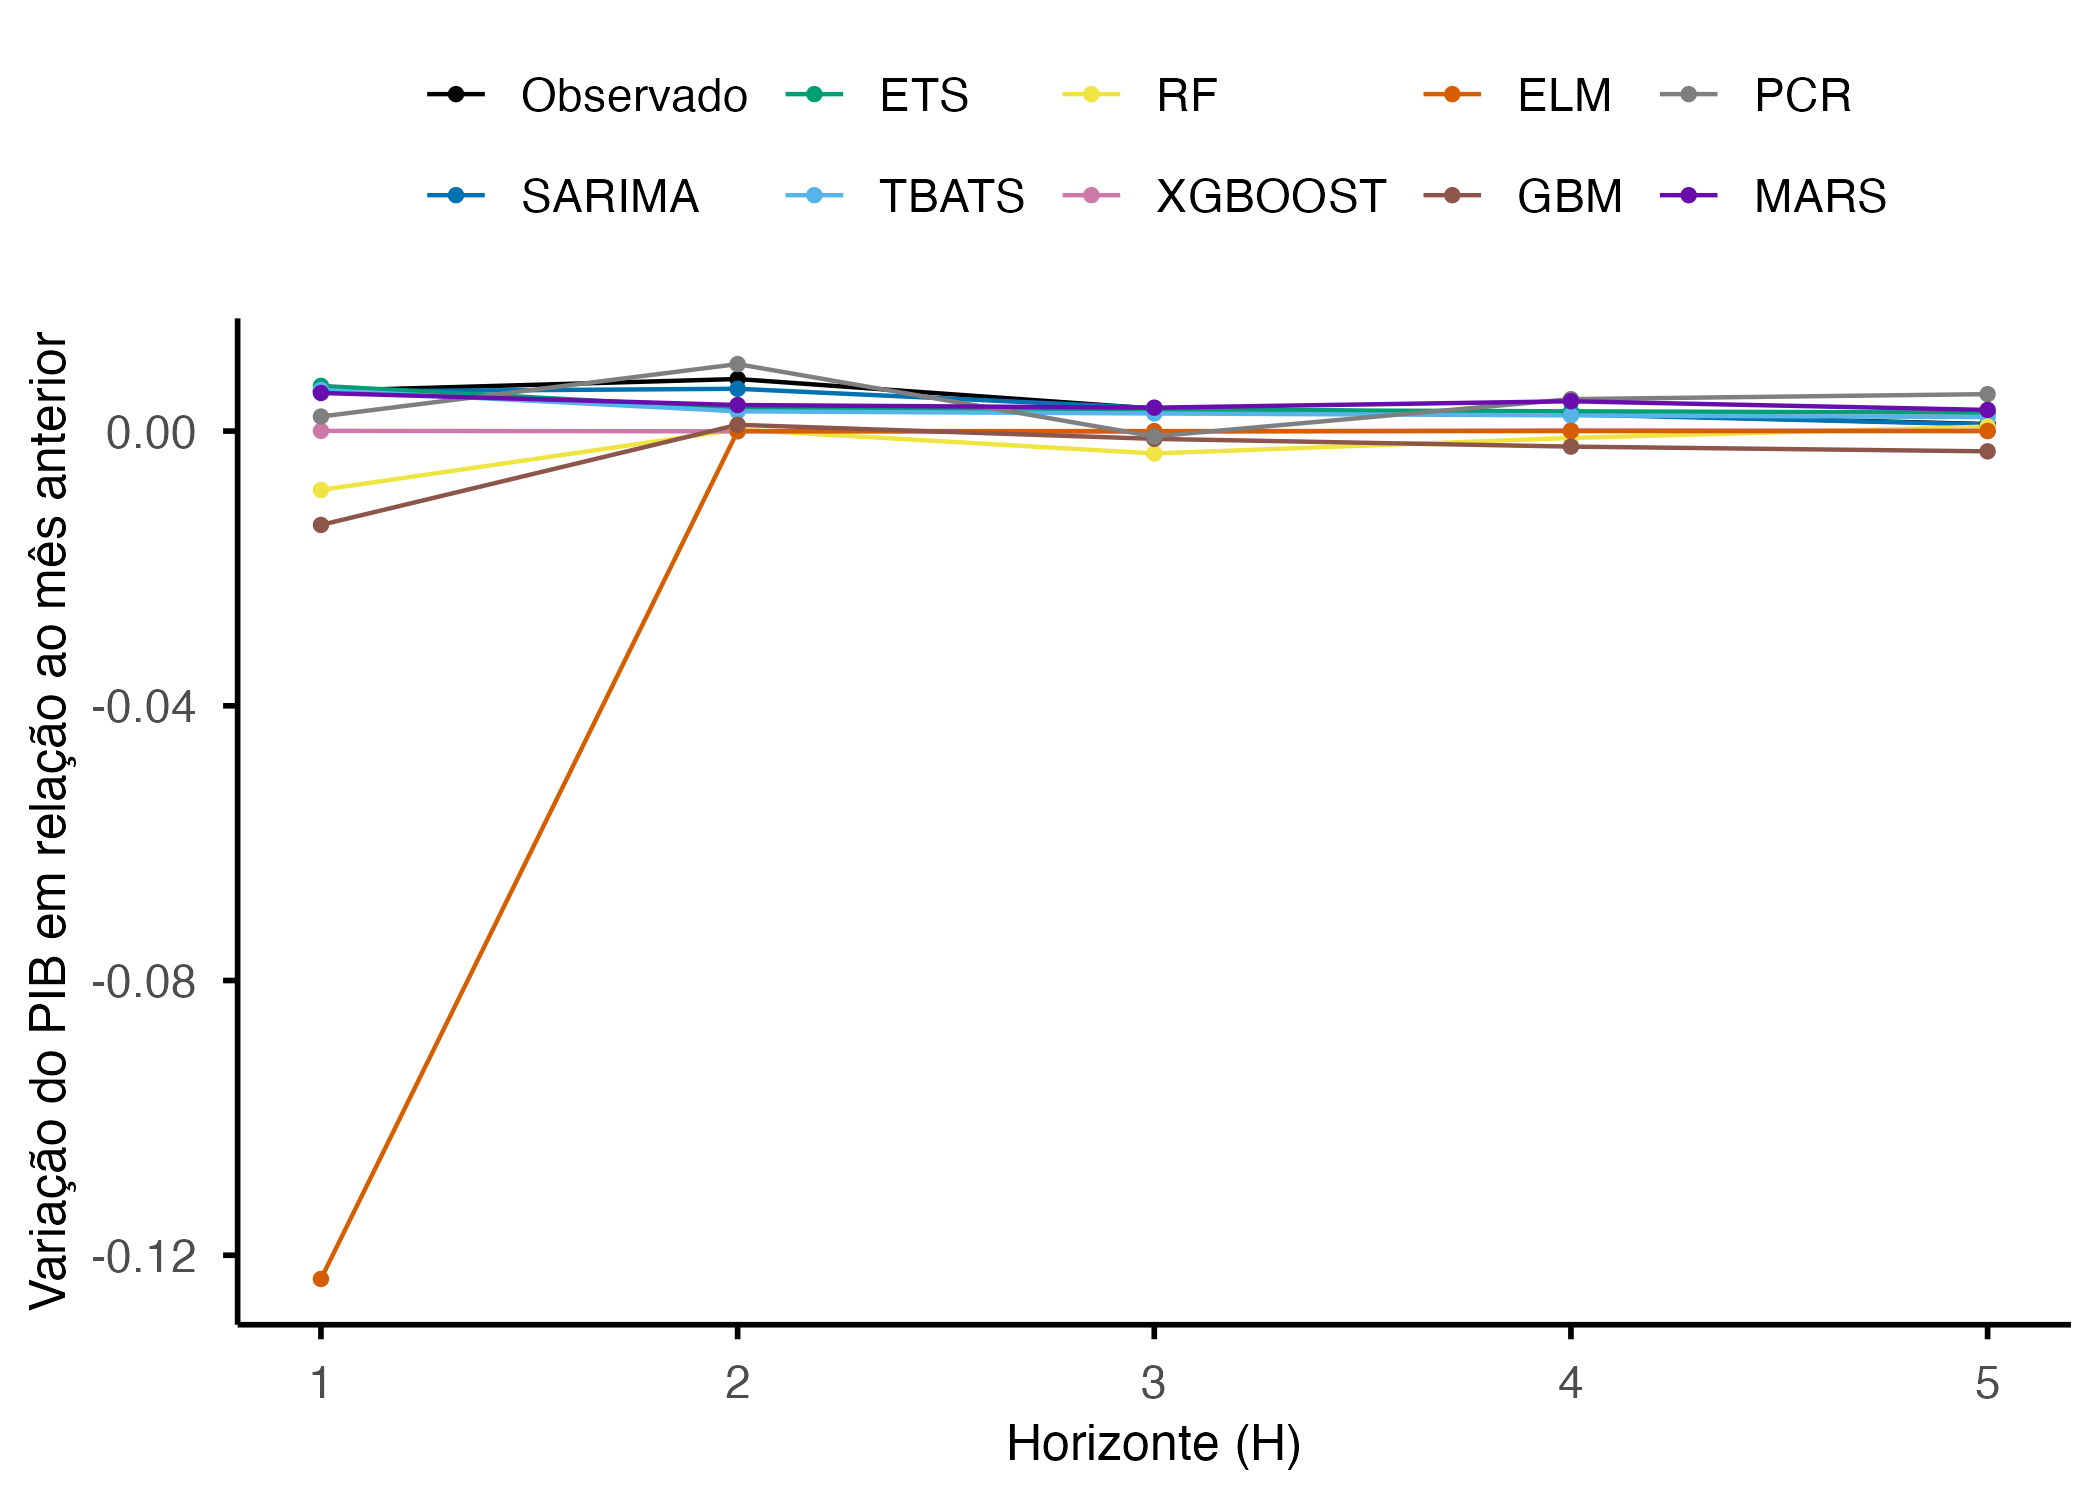 Observado ETS RF ELM PCR
SARIMA TBATS XGBOOST GBM MARS
Variação do PIB em relação ao mês anterior
0.00
-0.04
-0.08
-0.12
1 2 3 4 5
Horizonte (H)